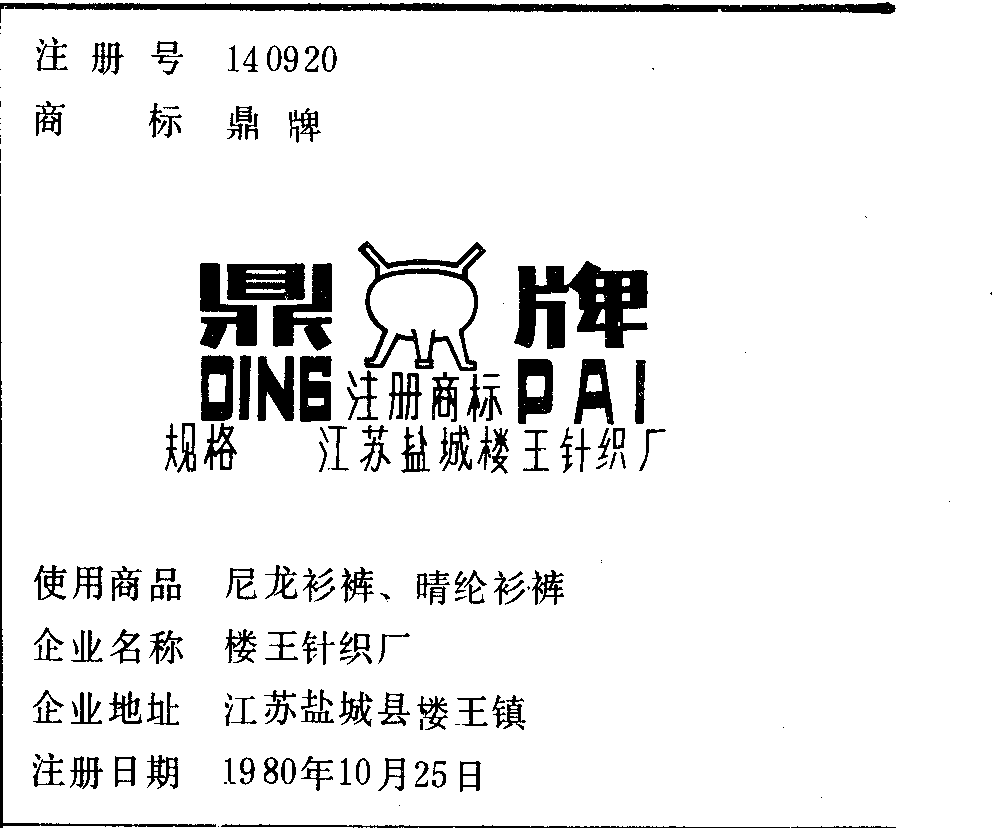 注册号 140920
商标 鼎牌
鼎 牌
DING 注册商标 PAI
规格 江苏盐城楼王针织厂
使用商品 尼龙衫裤、晴纶衫裤
企业名称 楼王针织厂
企业地址 江苏盐城县楼王镇
注册日期 1980年10月25日